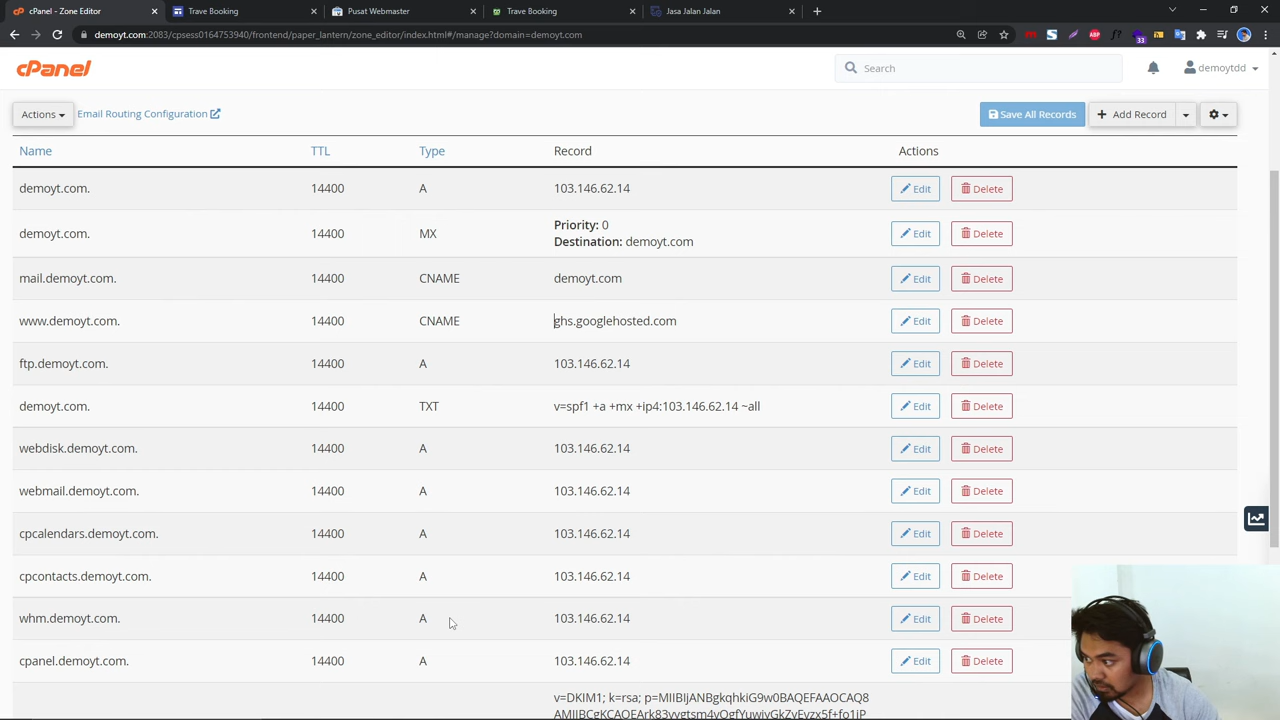 cPanel - Zone Editor
Trave Booking
Pusat Webmaster
Trave Booking
Jasa Jalan Jalan
demoyt.com:2083/cpsess0164753940/frontend/paper_lantern/zone_editor/index.html#/manage?domain=demoyt.com
33
cPanel
Search
demoytdd
Actions
Email Routing Configuration
Save All Records
Add Record
Name TTL Type Record Actions
demoyt.com. 14400 A 103.146.62.14 Edit Delete
demoyt.com. 14400 MX Priority: 0
Destination: demoyt.com Edit Delete
mail.demoyt.com. 14400 CNAME demoyt.com Edit Delete
www.demoyt.com. 14400 CNAME ghs.googlehosted.com Edit Delete
ftp.demoyt.com. 14400 A 103.146.62.14 Edit Delete
demoyt.com. 14400 TXT v=spf1 +a +mx +ip4:103.146.62.14 ~all Edit Delete
webdisk.demoyt.com. 14400 A 103.146.62.14 Edit Delete
webmail.demoyt.com. 14400 A 103.146.62.14 Edit Delete
cpcalendars.demoyt.com. 14400 A 103.146.62.14 Edit Delete
cpcontacts.demoyt.com. 14400 A 103.146.62.14 Edit Delete
whm.demoyt.com. 14400 A 103.146.62.14 Edit Delete
cpanel.demoyt.com. 14400 A 103.146.62.14 Edit Delete
v=DKIM1; k=rsa;